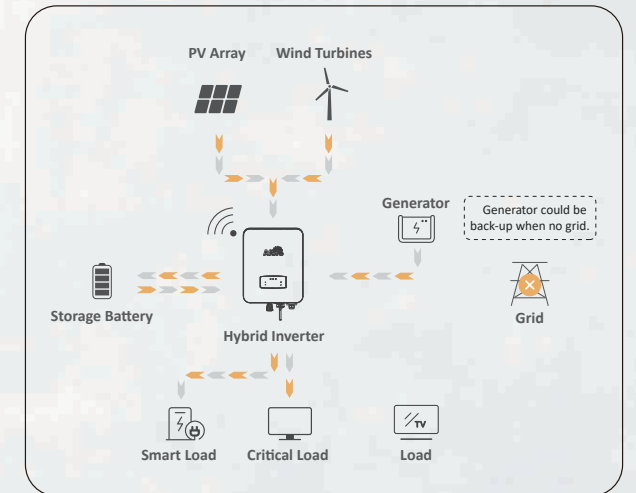 PV Array
Wind Turbines
Generator
Generator could be
back-up when no grid.
Storage Battery
Hybrid Inverter
Grid
TV
Smart Load
Critical Load
Load